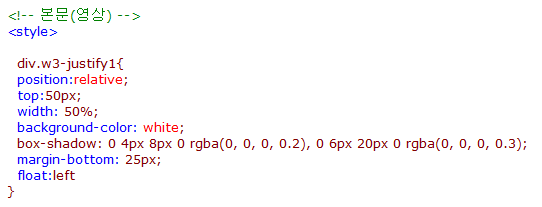 <!-- 본문(영상) -->
<style>
div.w3-justify1{
position:relative;
top:50px;
width: 50%;
background-color: white;
box-shadow: 0 4px 8px 0 rgba(0, 0, 0, 0.2), 0 6px 20px 0 rgba(0, 0, 0, 0.3);
margin-bottom: 25px;
float:left
}